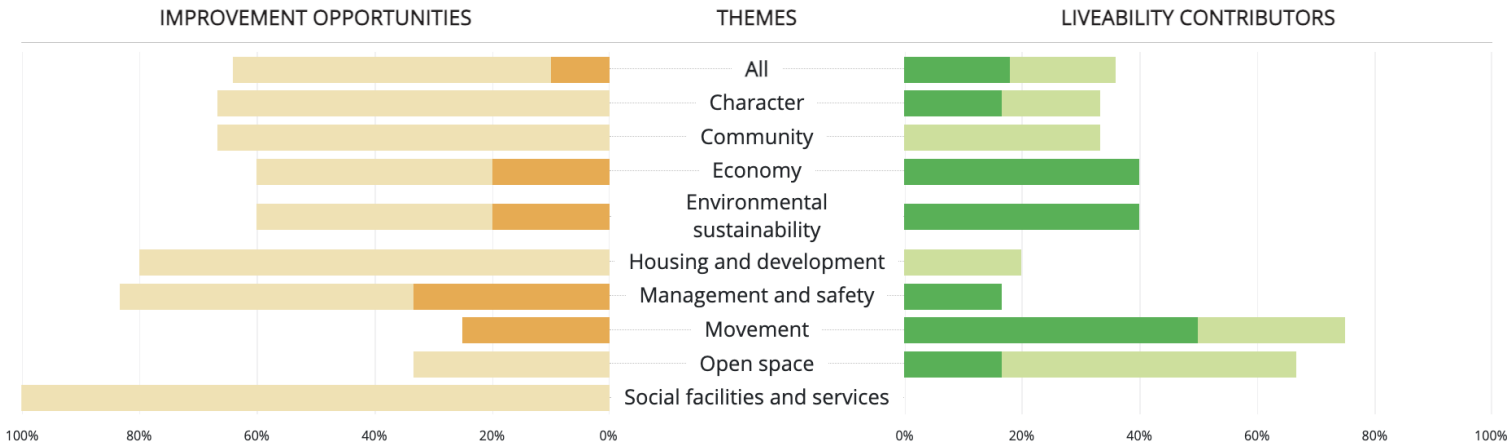 IMPROVEMENT OPPORTUNITIES THEMES LIVEABILITY CONTRIBUTORS
All
Character
Community
Economy
Environmental
sustainability
Housing and development
Management and safety
Movement
Open space
Social facilities and services
100% 80% 60% 40% 20% 0% 0% 20% 40% 60% 80% 100%